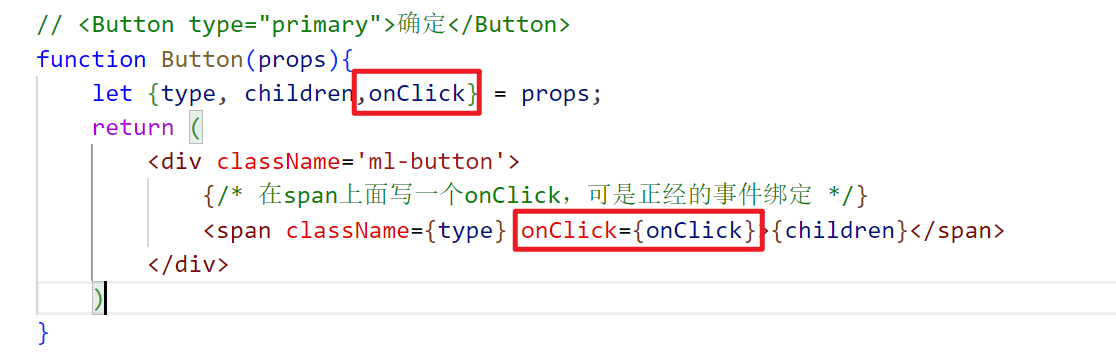 // <Button type="primary">确定</Button>
function Button(props){
let {type, children,onClick} = props;
return (
<div className='ml-button'>
{/* 在span上面写一个onClick，可是正经的事件绑定 */}
<span className={type} onClick={onClick}>{children}</span>
</div>
)
}